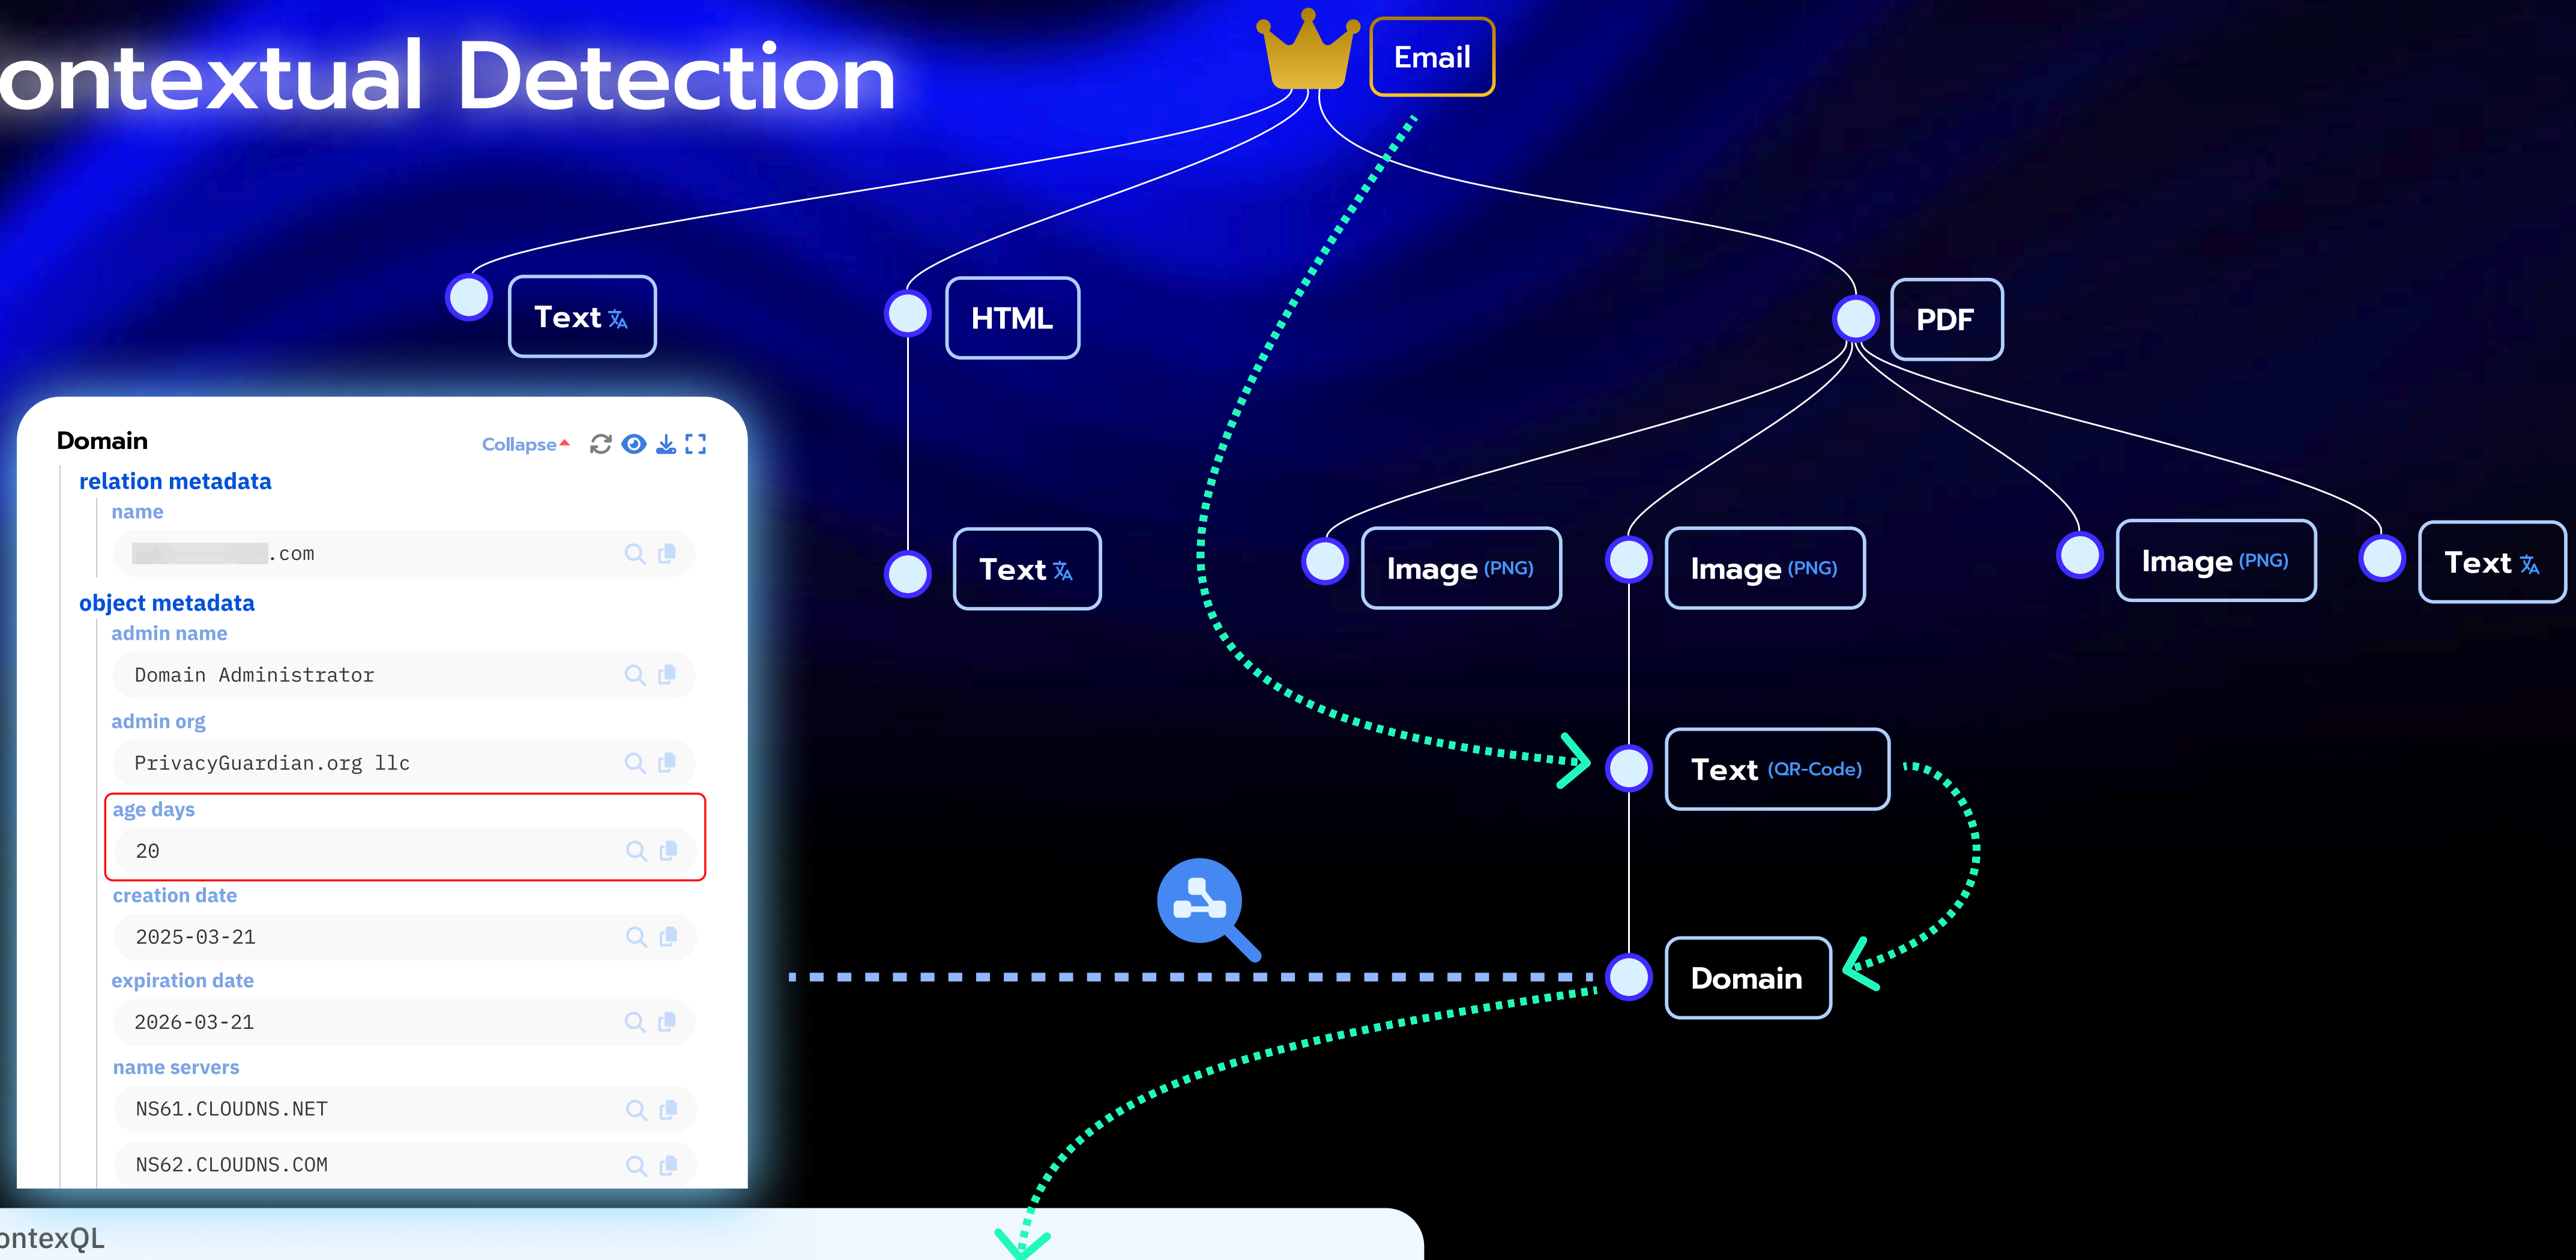 ontextual Detection
Email
Text
HTML
PDF
Domain
Collapse
relation metadata
name
.com
object metadata
admin name
Domain Administrator
admin org
PrivacyGuardian.org llc
age days
20
creation date
2025-03-21
expiration date
2026-03-21
name servers
NS61.CLOUDNS.NET
NS62.CLOUDNS.COM
Text
Image (PNG)
Image (PNG)
Image (PNG)
Text
Text (QR-Code)
Domain
ontexQL